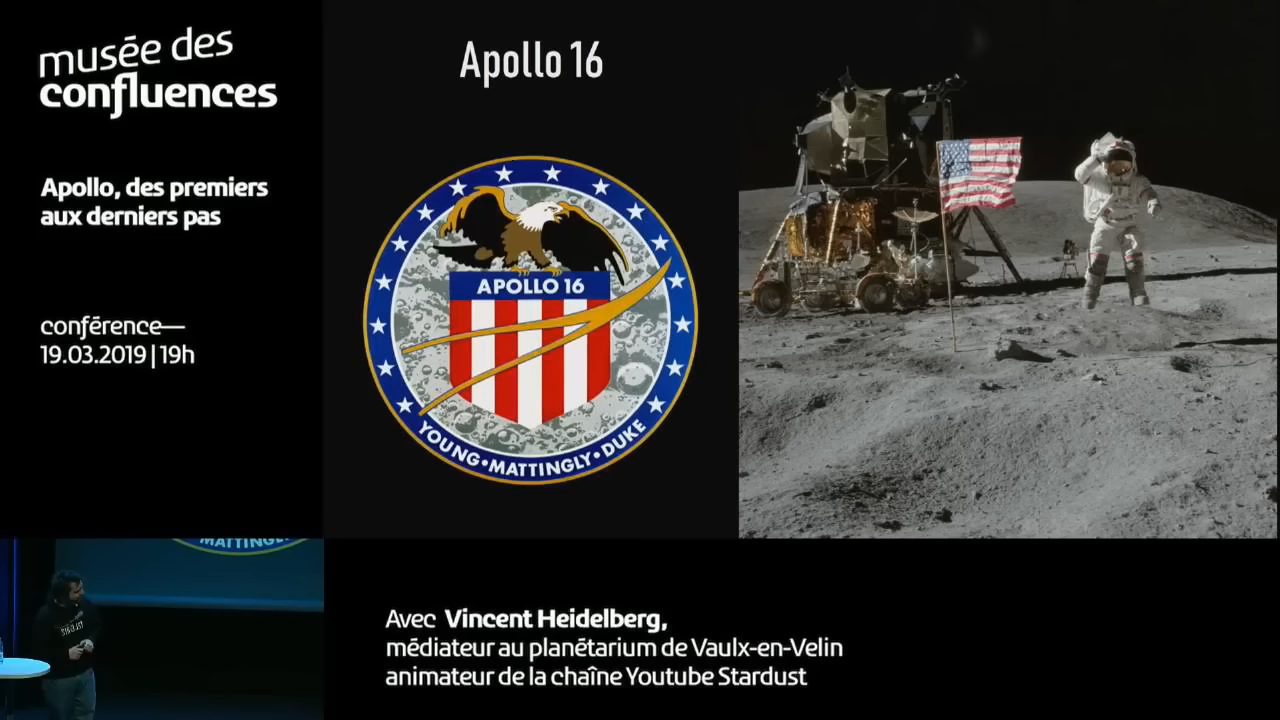 musée des
confluences
Apollo, des premiers
aux derniers pas
conférence—
19.03.2019 | 19h
Apollo 16
APOLLO 16
YOUNG • MATTINGLY • DUKE
MATTINGLY
Avec Vincent Heidelberg,
médiateur au planétarium de Vaulx-en-Velin
animateur de la chaîne Youtube Stardust